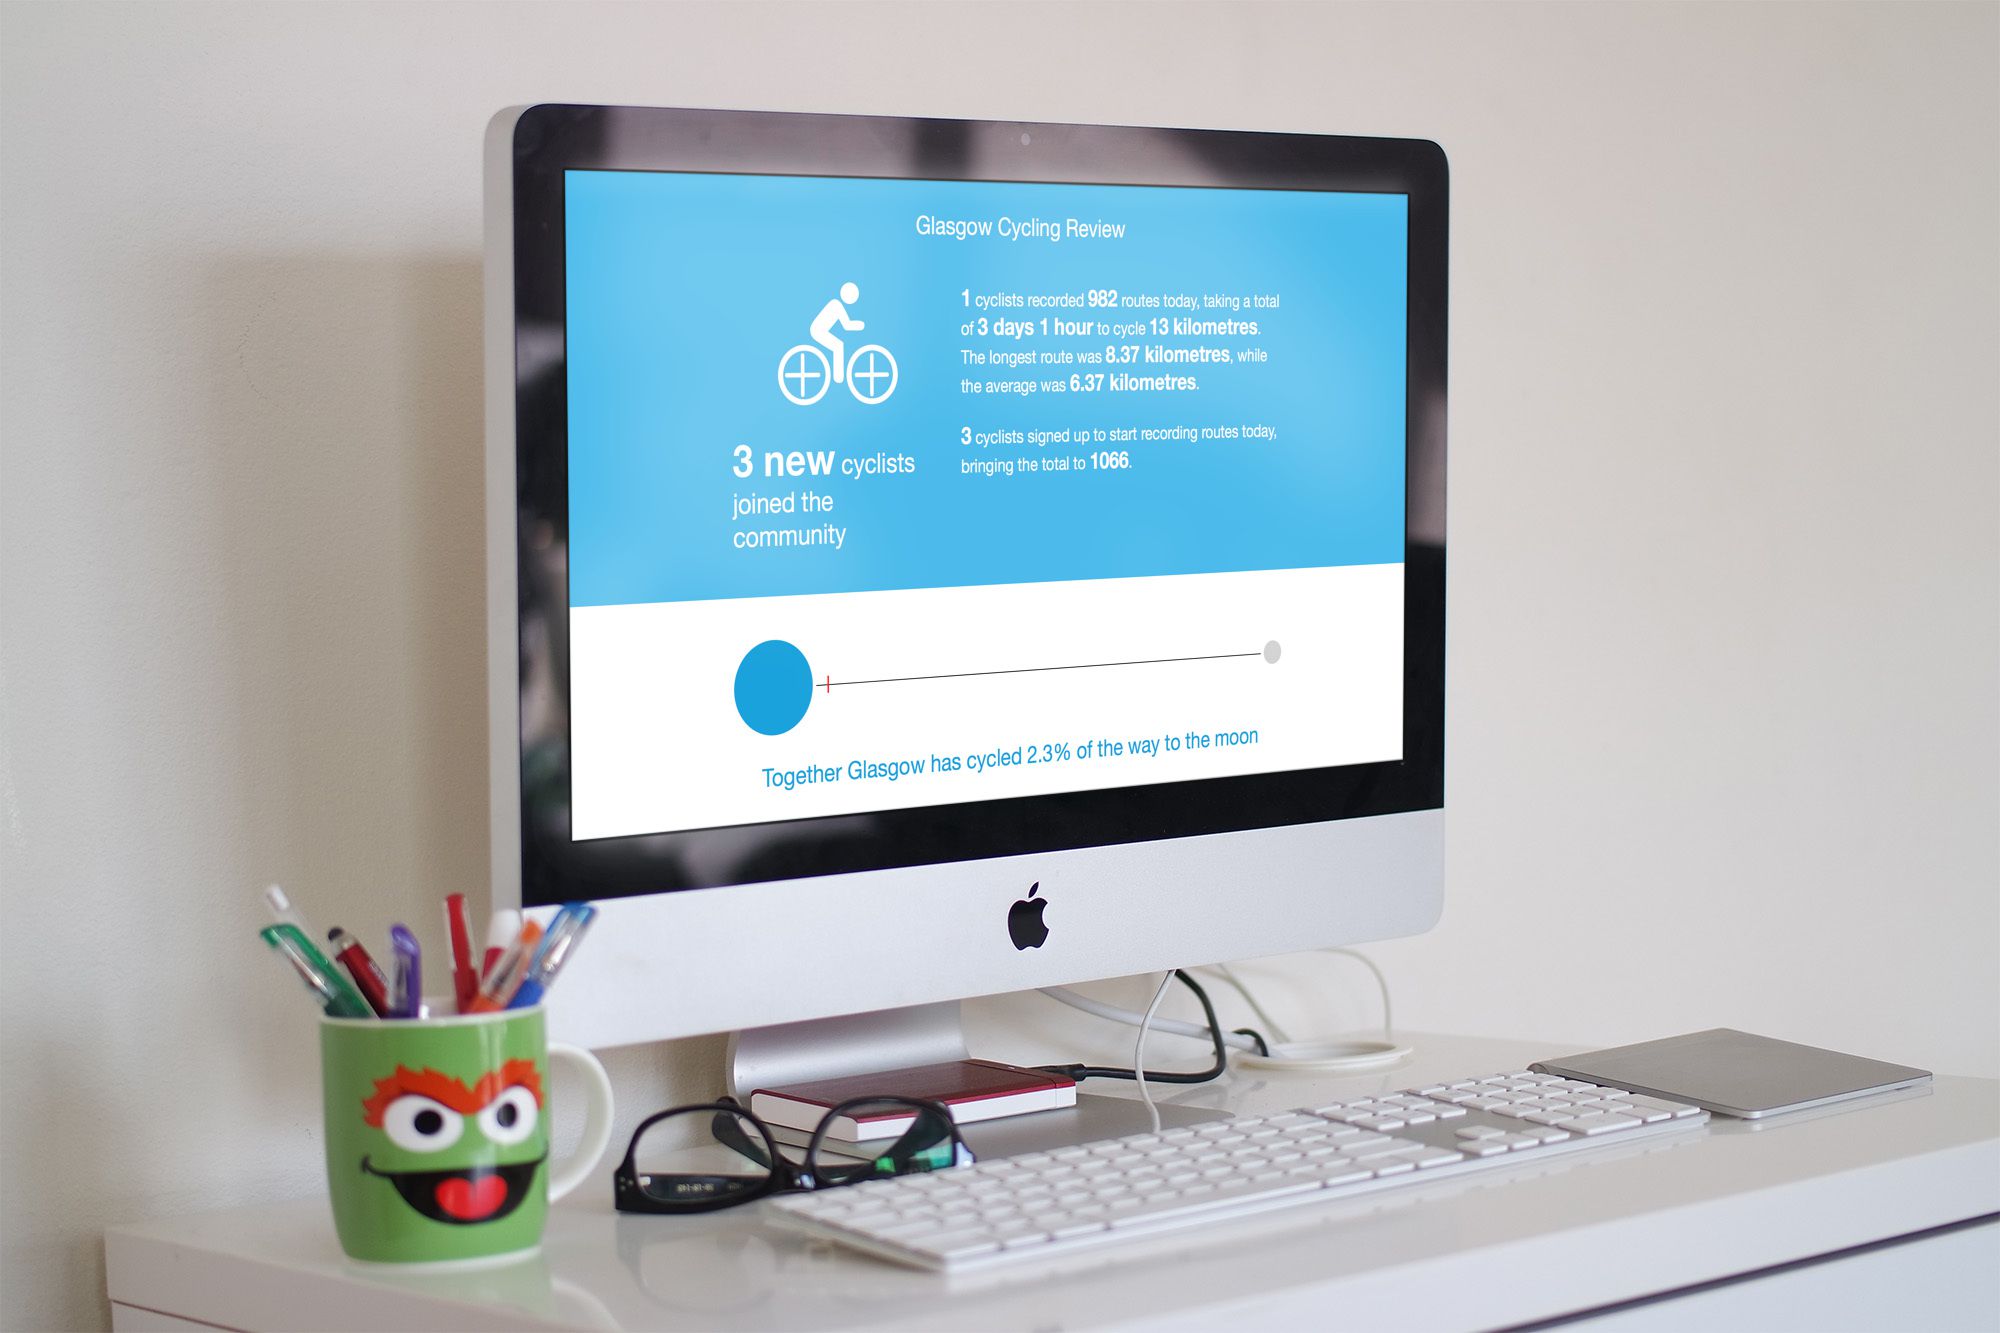 Glasgow Cycling Review
1 cyclists recorded 982 routes today, taking a total
of 3 days 1 hour to cycle 13 kilometres.
The longest route was 8.37 kilometres, while
the average was 6.37 kilometres.
3 cyclists signed up to start recording routes today,
bringing the total to 1066.
3 new cyclists
joined the
community
Together Glasgow has cycled 2.3% of the way to the moon